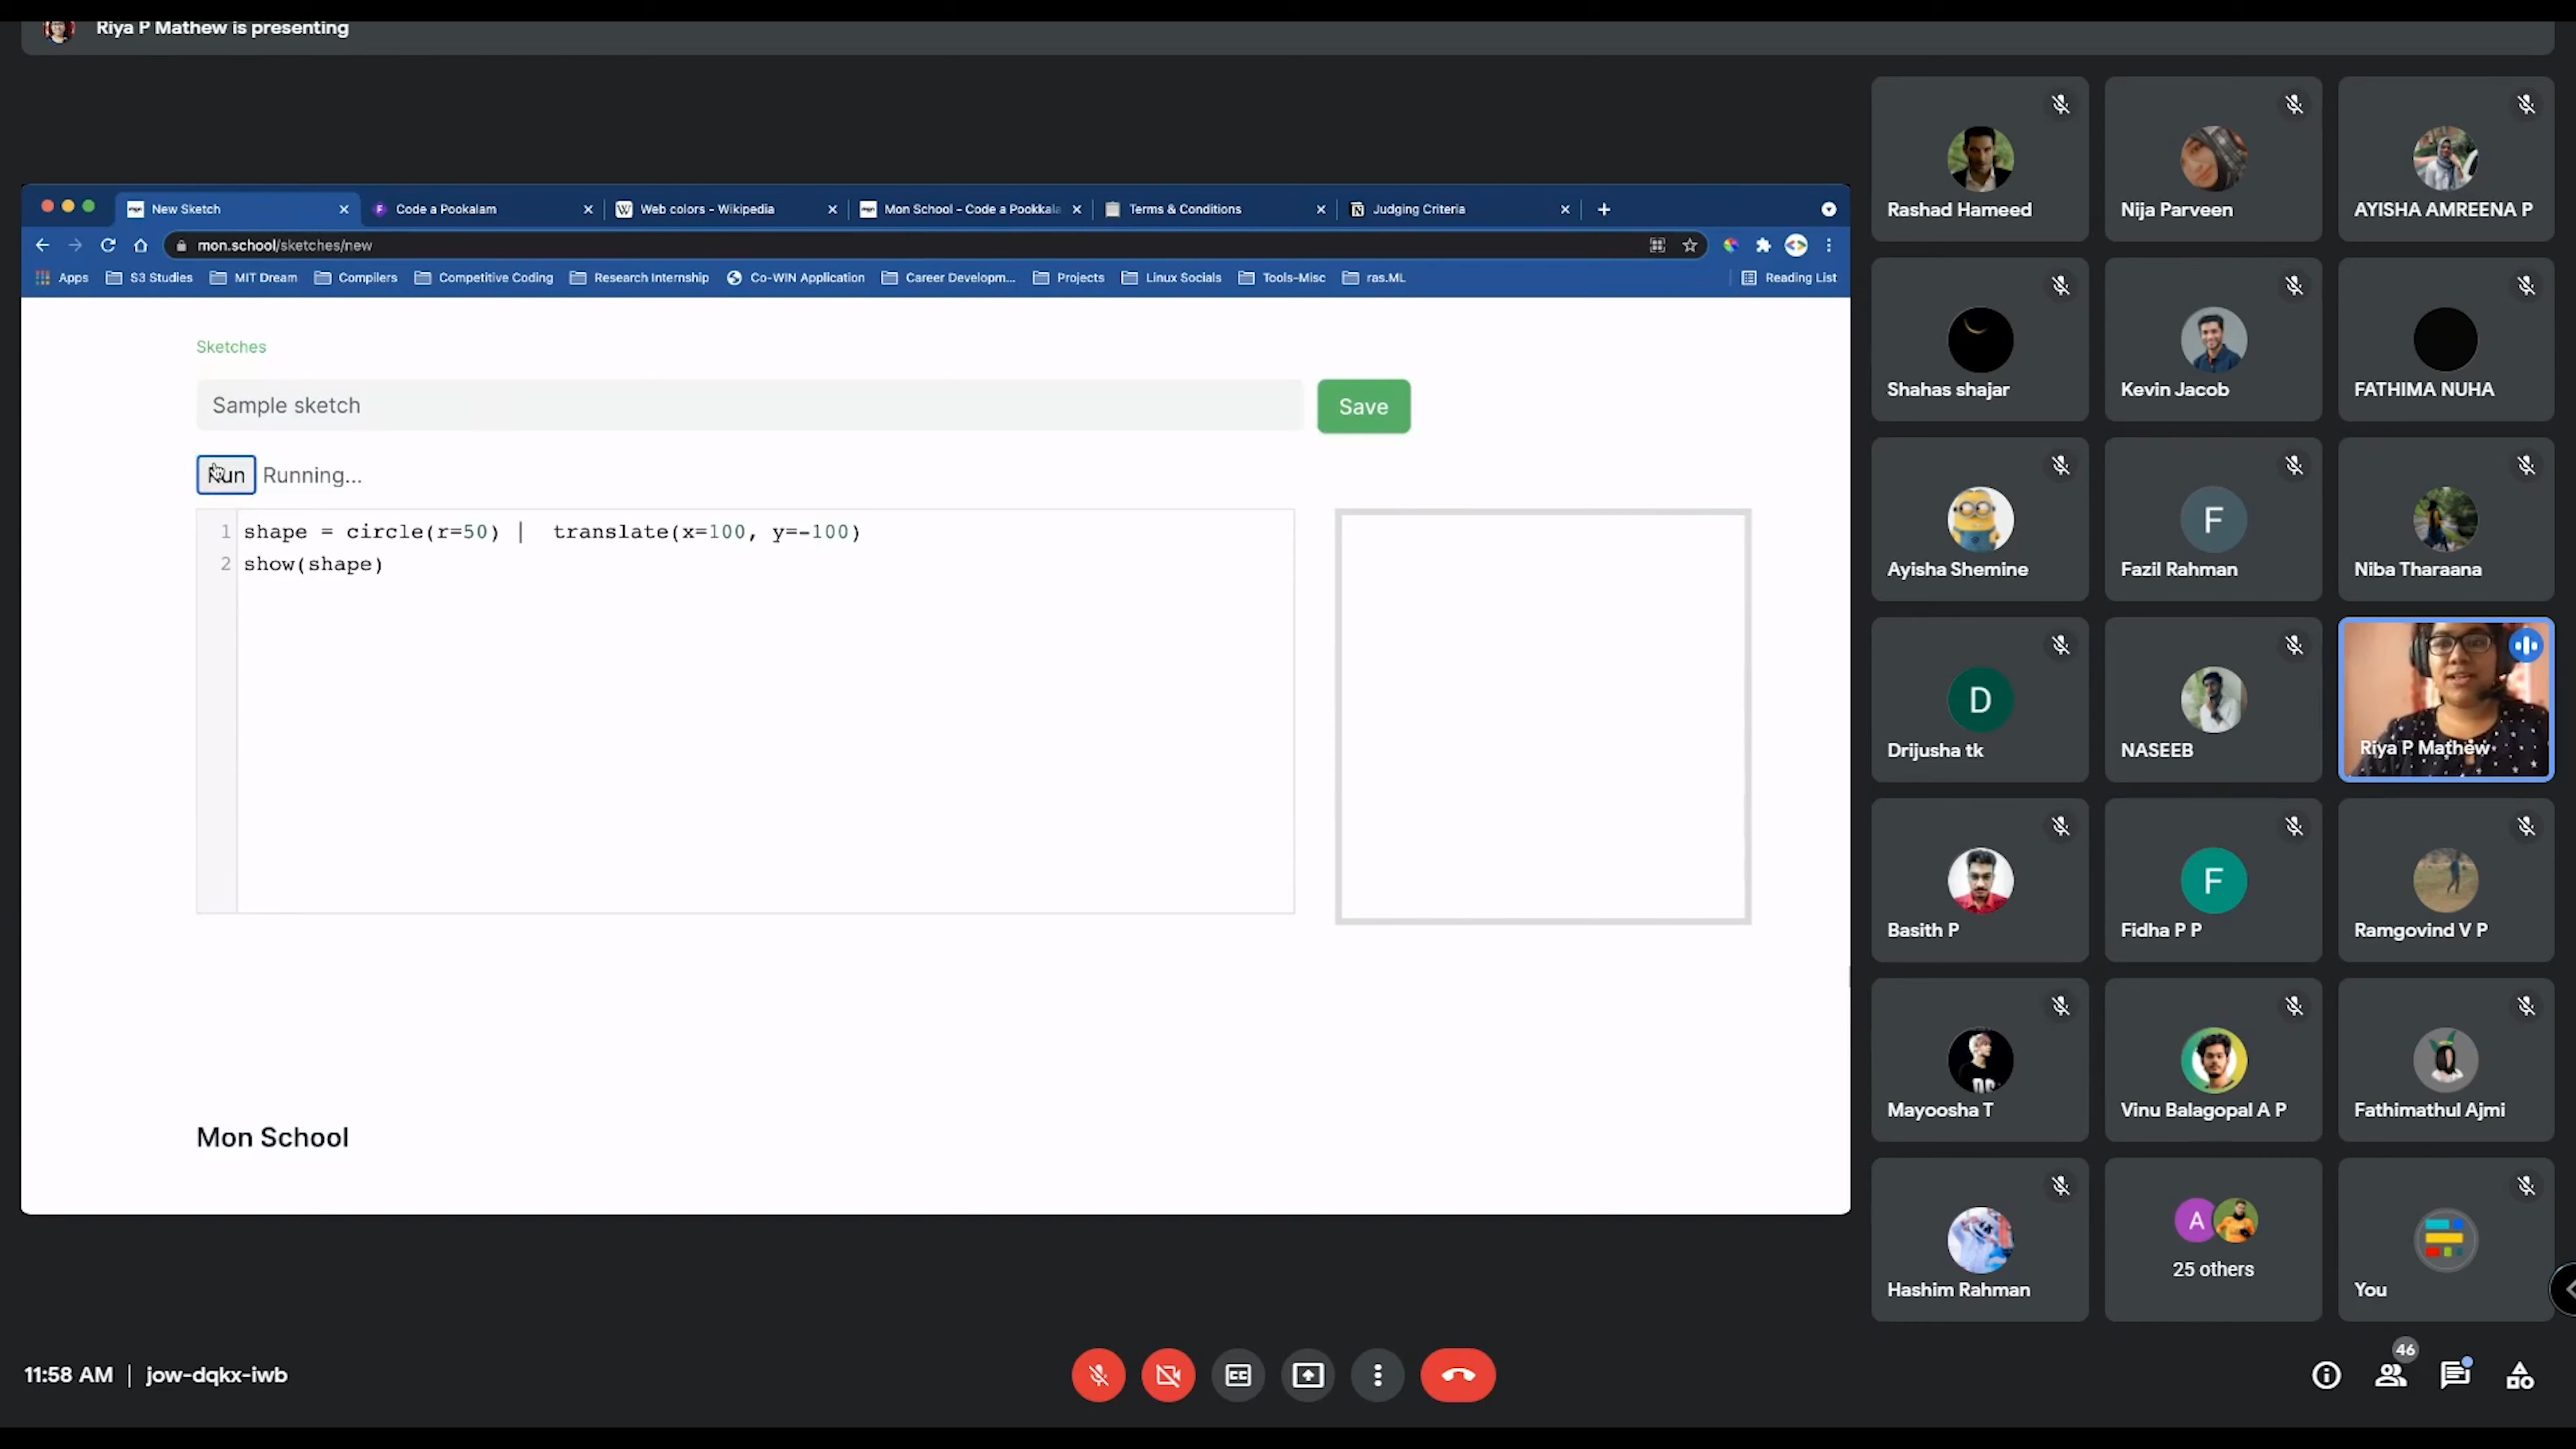 Riya P Mathew is presenting
New Sketch
Code a Pookalam
Web colors - Wikipedia
Mon School - Code a Pookkala
Terms & Conditions
Judging Criteria
mon.school/sketches/new
Apps
S3 Studies
MIT Dream
Compilers
Competitive Coding
Research Internship
Co-WIN Application
Career Developm...
Projects
Linux Socials
Tools-Misc
ras.ML
Reading List
Sketches
Sample sketch
Save
Run
Running...
1 shape = circle(r=50) |  translate(x=100, y=-100)
2 show(shape)
Mon School
Rashad Hameed
Nija Parveen
AYISHA AMREENA P
Shahas shajar
Kevin Jacob
FATHIMA NUHA
Ayisha Shemine
F
Fazil Rahman
Niba Tharaana
D
Drijusha tk
NASEEB
Riya P Mathew
Basith P
F
Fidha P P
Ramgovind V P
Mayoosha T
Vinu Balagopal A P
Fathimathul Ajmi
Hashim Rahman
A
25 others
You
11:58 AM | jow-dqkx-iwb
CC
46